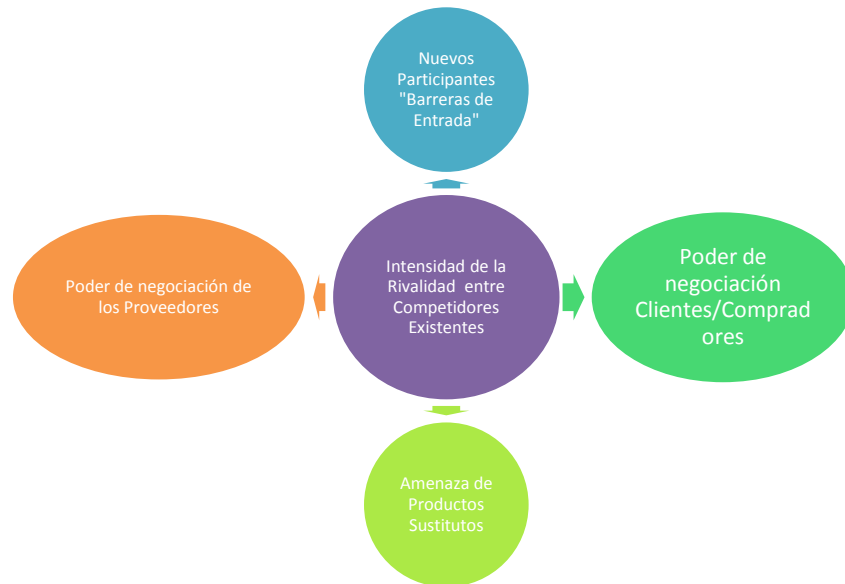 Nuevos
Participantes
"Barreras de
Entrada"
Poder de negociación de
los Proveedores
Intensidad de la
Rivalidad entre
Competidores
Existentes
Poder de
negociación
Clientes/Comprad
ores
Amenaza de
Productos
Sustitutos